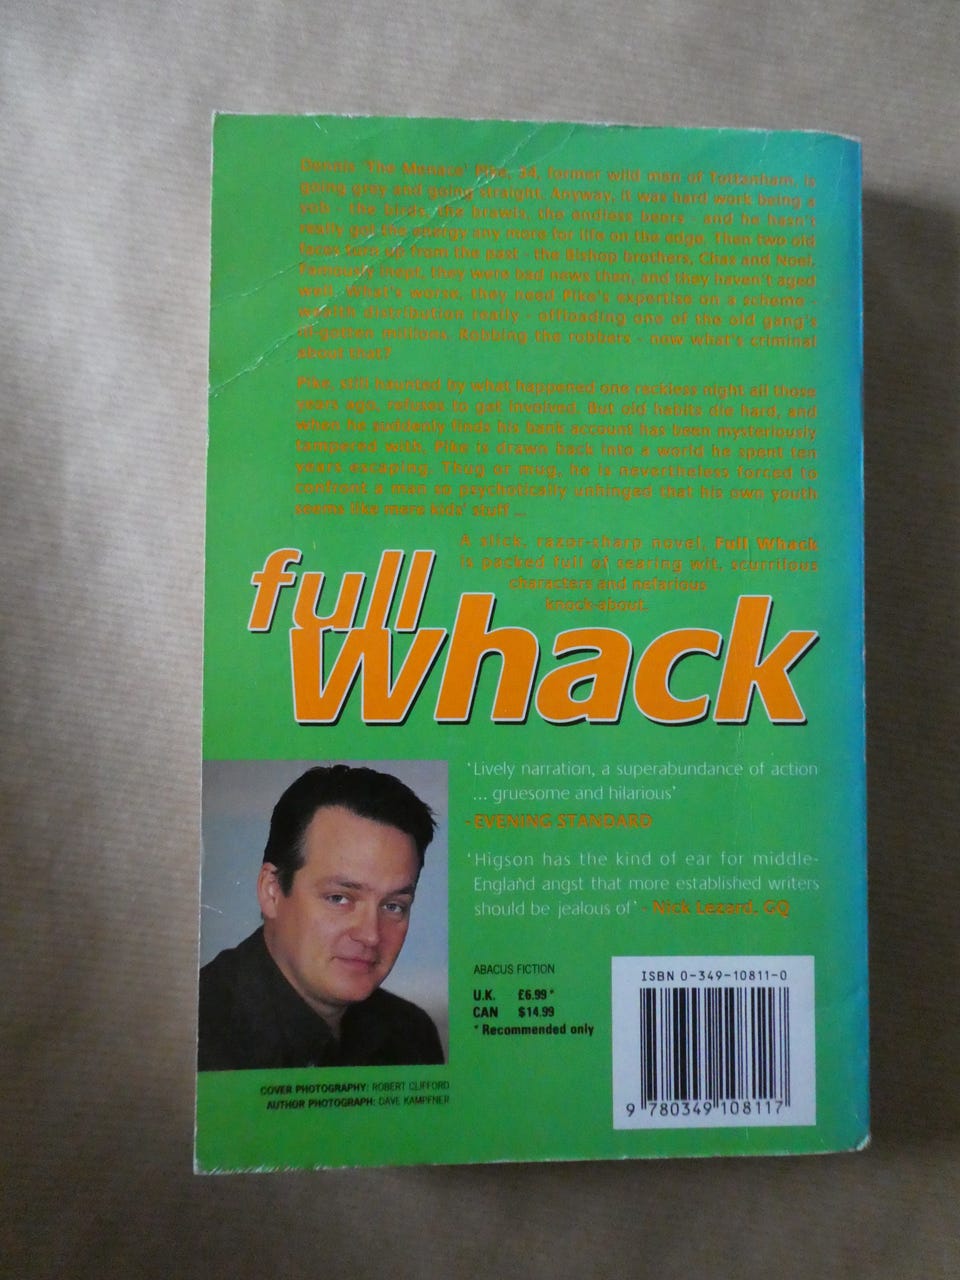 Dennis 'The Menace' Pike, 34, former wild man of Tottenham, is
going grey and going straight. Anyway, it was hard work being a
yob - the birds, the brawls, the endless beers - and he hasn't
really got the energy any more for life on the edge. Then two old
faces turn up from the past - the Bishop brothers, Chas and Noel.
Famously inept, they were bad news then, and they haven't aged
well. What's worse, they need Pike's expertise on a scheme -
wealth distribution really - offloading one of the old gang's
ill-gotten millions. Robbing the robbers - now what's criminal
about that?
Pike, still haunted by what happened one reckless night all those
years ago, refuses to get involved. But old habits die hard, and
when he suddenly finds his bank account has been mysteriously
tampered with, Pike is drawn back into a world he spent ten
years escaping. Thug or mug, he is nevertheless forced to
confront a man so psychotically unhinged that his own youth
seems like mere kids' stuff ...
A slick, razor-sharp novel, Full Whack
is packed full of searing wit, scurrilous
characters and nefarious
knock-about.
full
Whack
'Lively narration, a superabundance of action
... gruesome and hilarious'
- EVENING STANDARD
'Higson has the kind of ear for middle-
England angst that more established writers
should be jealous of' - Nick Lezard, GQ
ABACUS FICTION
U.K. £6.99*
CAN $14.99
* Recommended only
ISBN 0-349-10811-0
9 780349 108117
COVER PHOTOGRAPHY: ROBERT CLIFFORD
AUTHOR PHOTOGRAPH: DAVE KAMPFNER